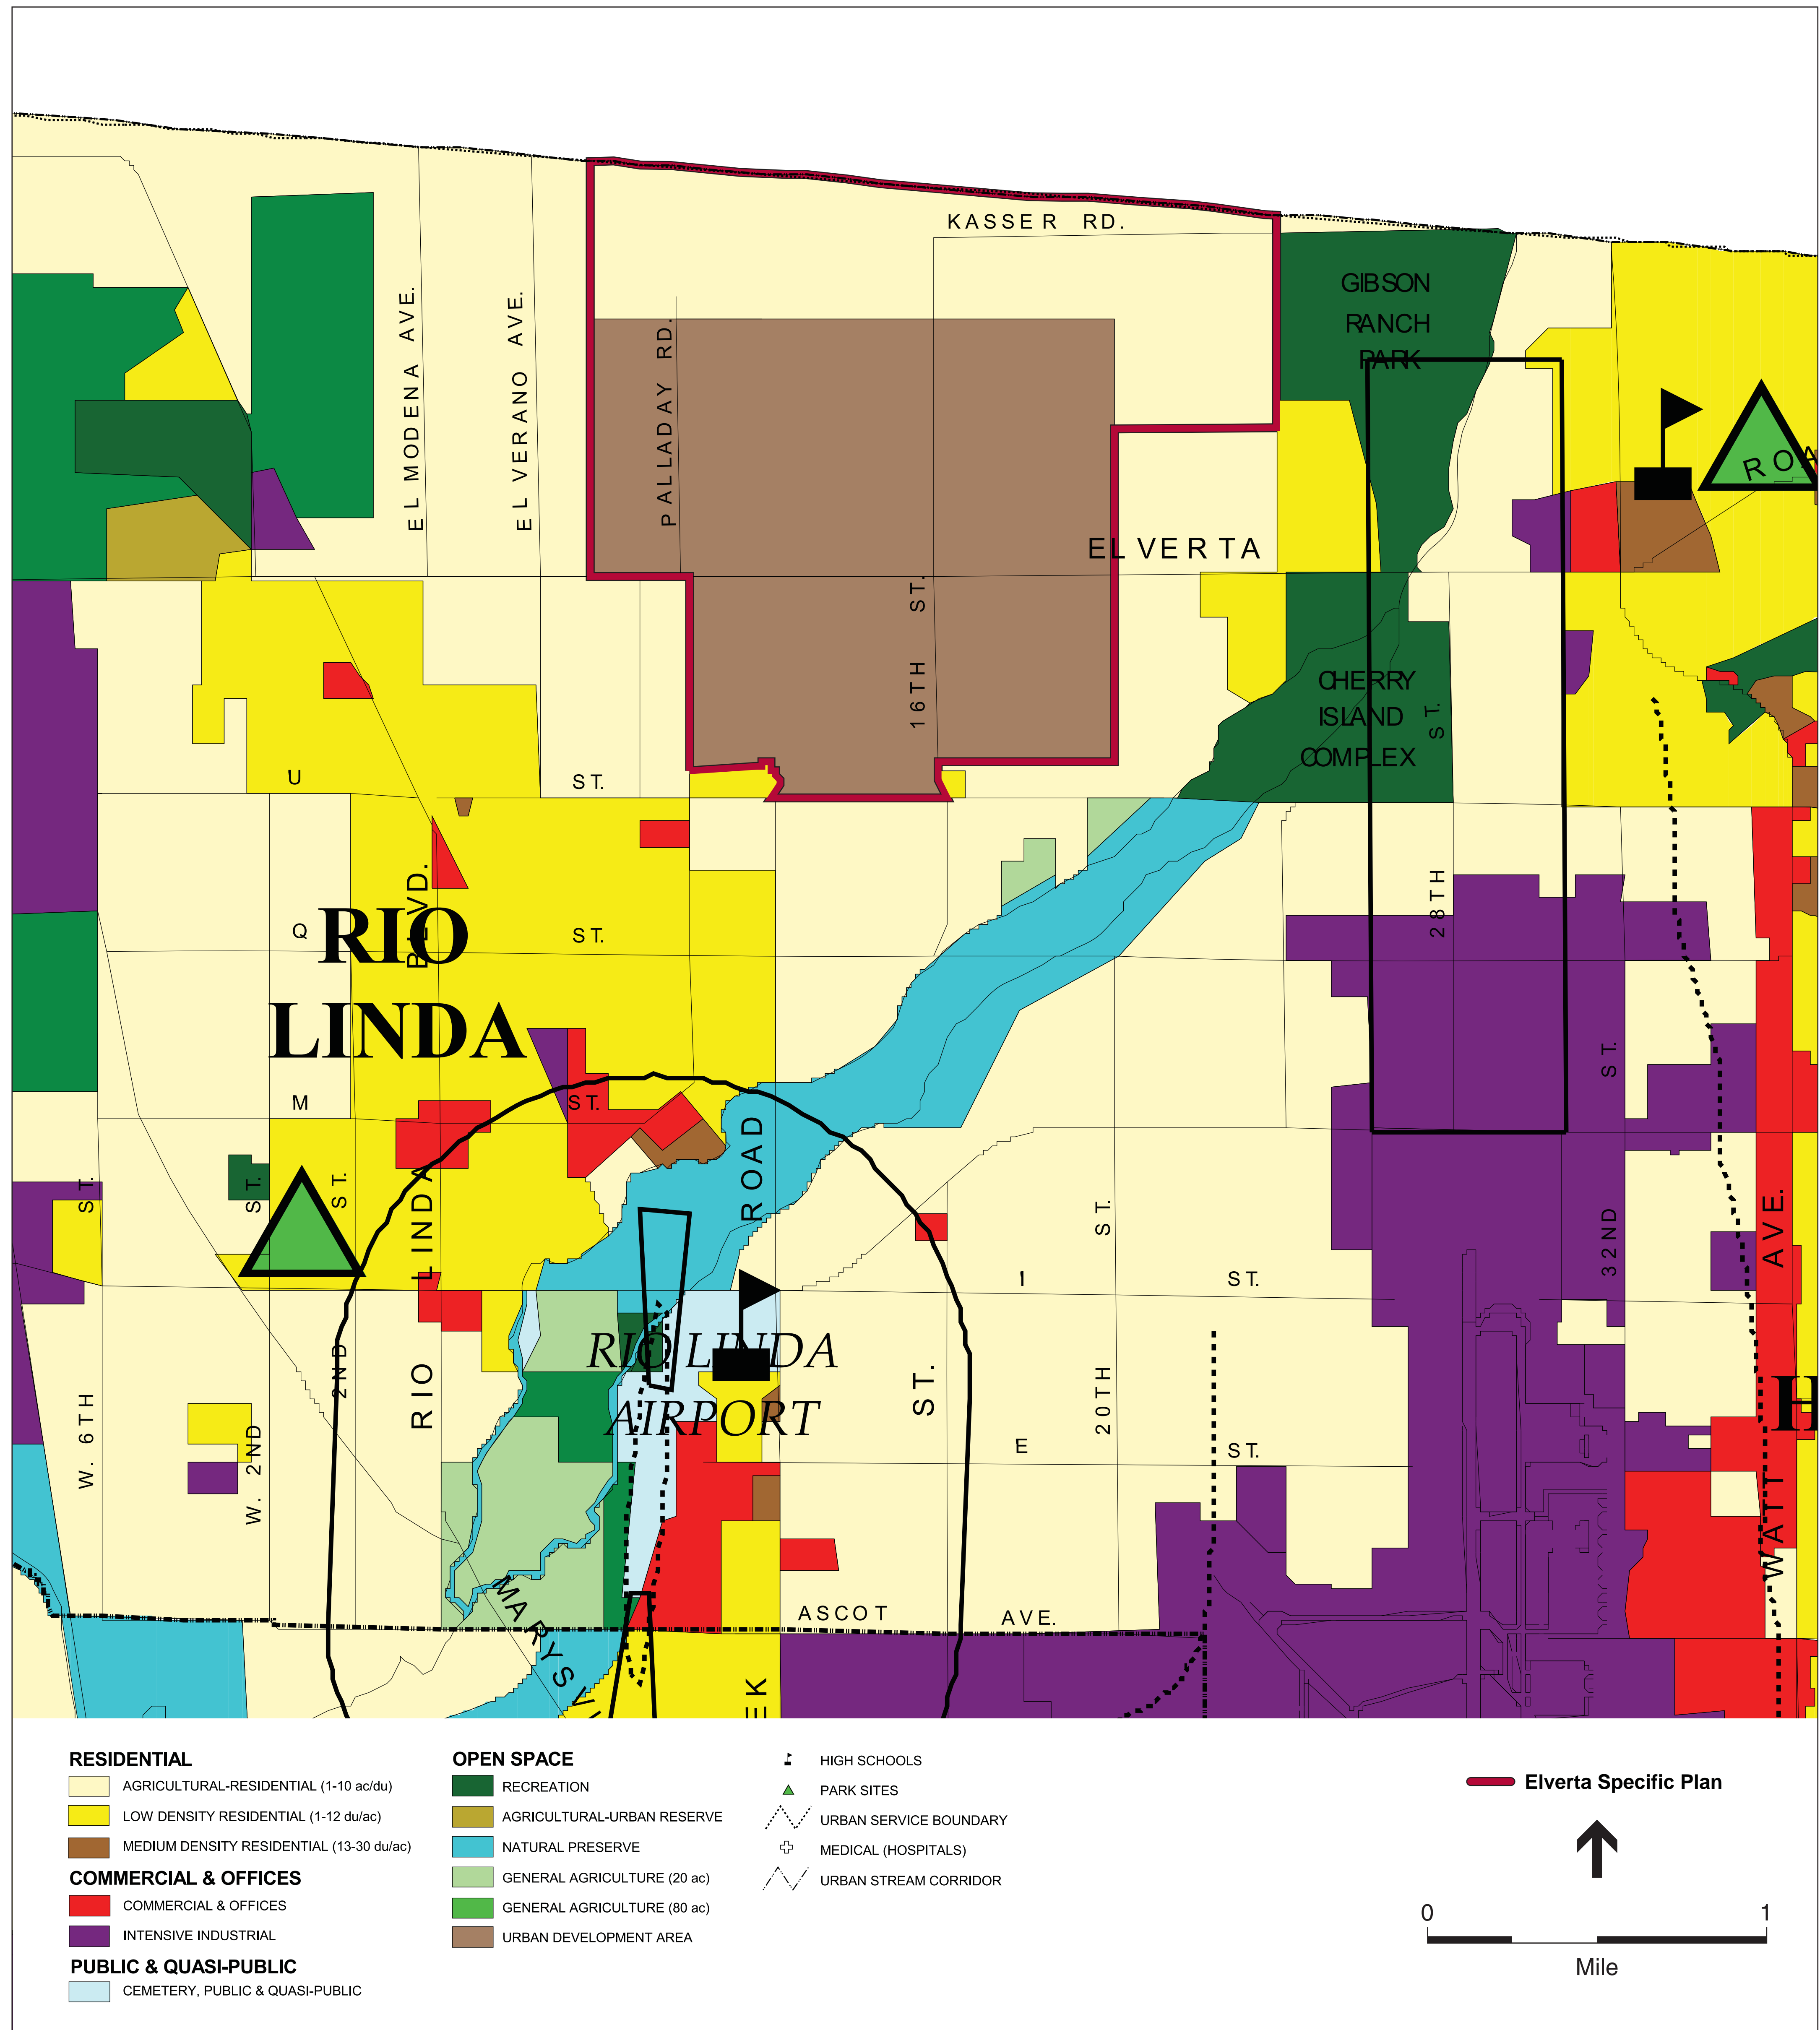 KASSER RD.
GIBSON
RANCH
PARK
EL MODENA AVE.
EL VERANO AVE.
PALLADAY RD.
ROA
ELVERTA
16TH ST.
CHERRY
ISLAND
COMPLEX
28TH ST.
U ST.
RIO
LINDA
Q ST.
M ST.
RIO LINDA BLVD.
ROAD
ST.
W. 6TH ST.
W. 2ND ST.
2ND ST.
20TH ST.
32ND ST.
WATT AVE.
I ST.
RIO LINDA
AIRPORT
E ST.
H
ASCOT AVE.
MARYSVI
EK
RESIDENTIAL
AGRICULTURAL-RESIDENTIAL (1-10 ac/du)
LOW DENSITY RESIDENTIAL (1-12 du/ac)
MEDIUM DENSITY RESIDENTIAL (13-30 du/ac)
COMMERCIAL & OFFICES
COMMERCIAL & OFFICES
INTENSIVE INDUSTRIAL
PUBLIC & QUASI-PUBLIC
CEMETERY, PUBLIC & QUASI-PUBLIC
OPEN SPACE
RECREATION
AGRICULTURAL-URBAN RESERVE
NATURAL PRESERVE
GENERAL AGRICULTURE (20 ac)
GENERAL AGRICULTURE (80 ac)
URBAN DEVELOPMENT AREA
HIGH SCHOOLS
PARK SITES
URBAN SERVICE BOUNDARY
MEDICAL (HOSPITALS)
URBAN STREAM CORRIDOR
Elverta Specific Plan
0 1
Mile